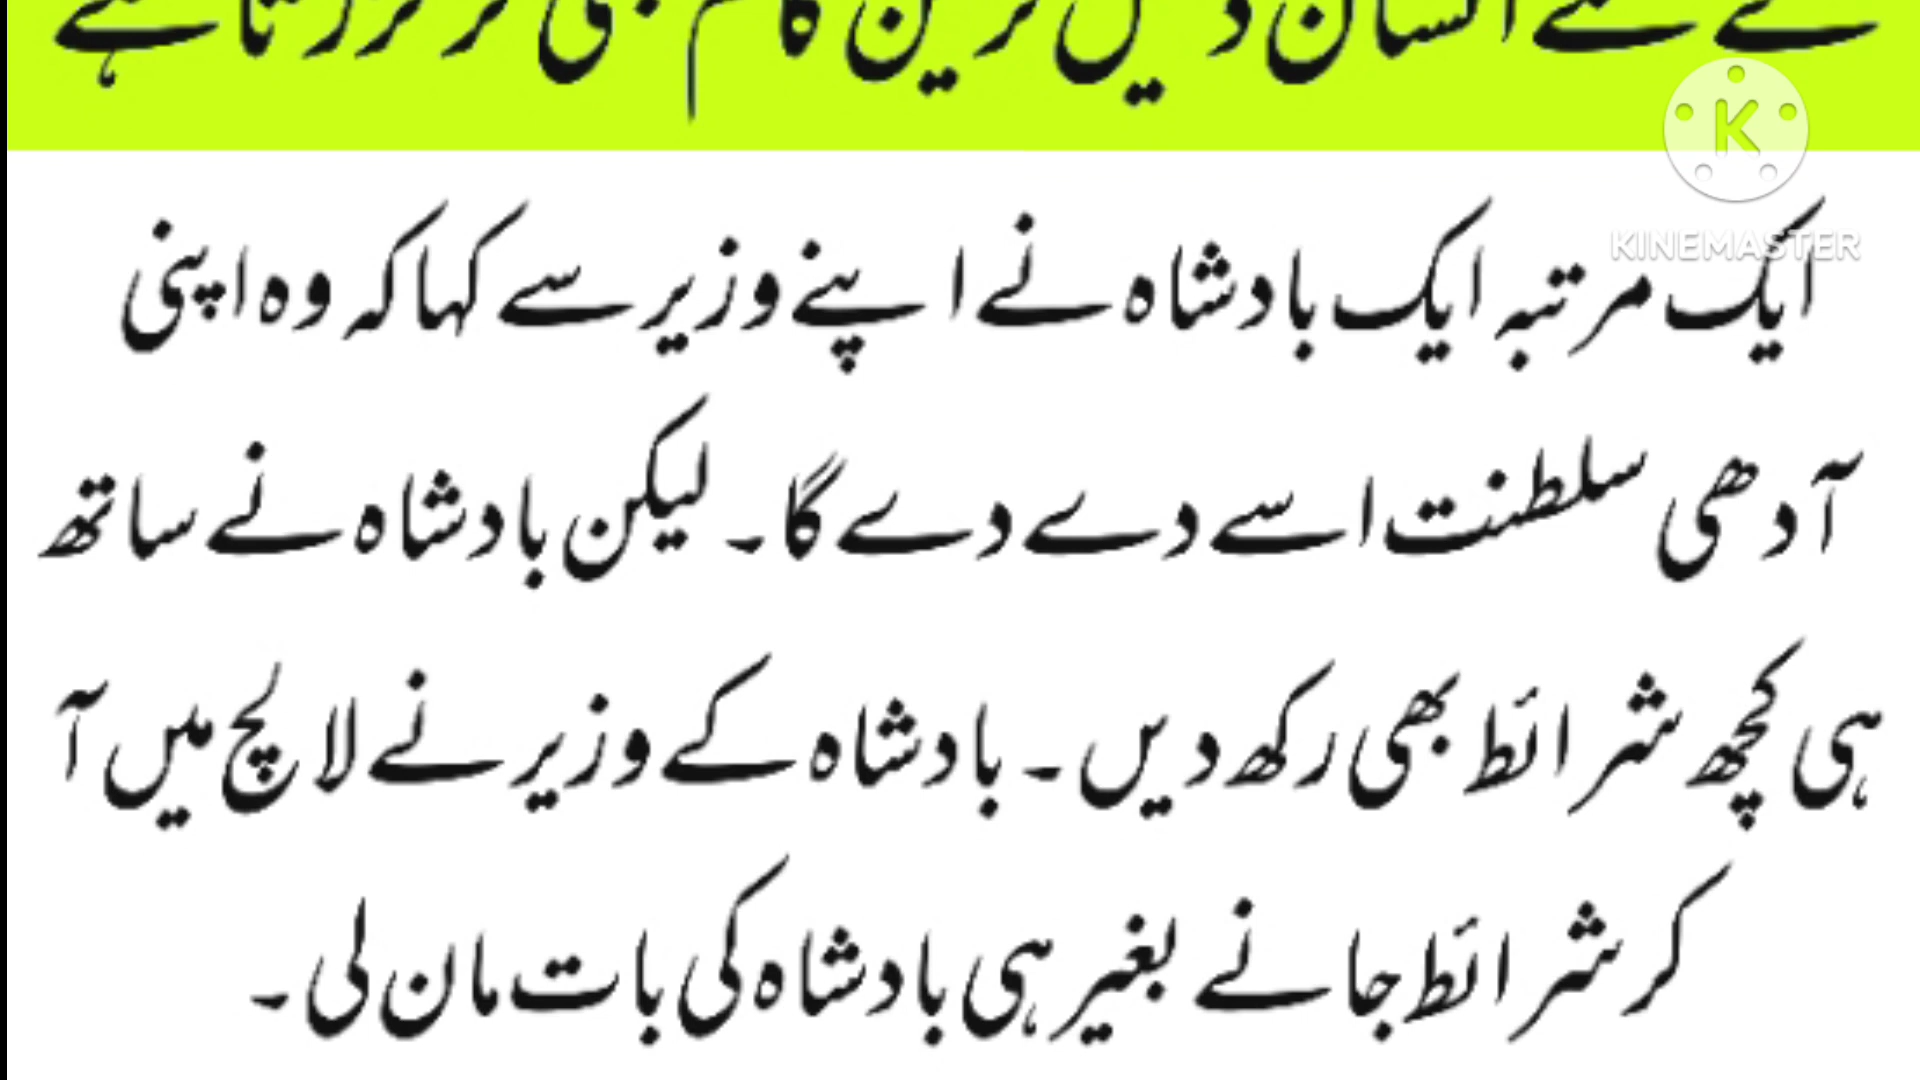 انسان
KINEMASTER
ایک مرتبہ ایک بادشاہ نے اپنے وزیر سے کہا کہ وہ اپنی
آدھی سلطنت اسے دے دے گا۔ لیکن بادشاہ نے ساتھ
ہی کچھ شرائط بھی رکھ دیں۔ بادشاہ کے وزیر نے لالچ میں آ
کر شرائط جانے بغیر ہی بادشاہ کی بات مان لی۔